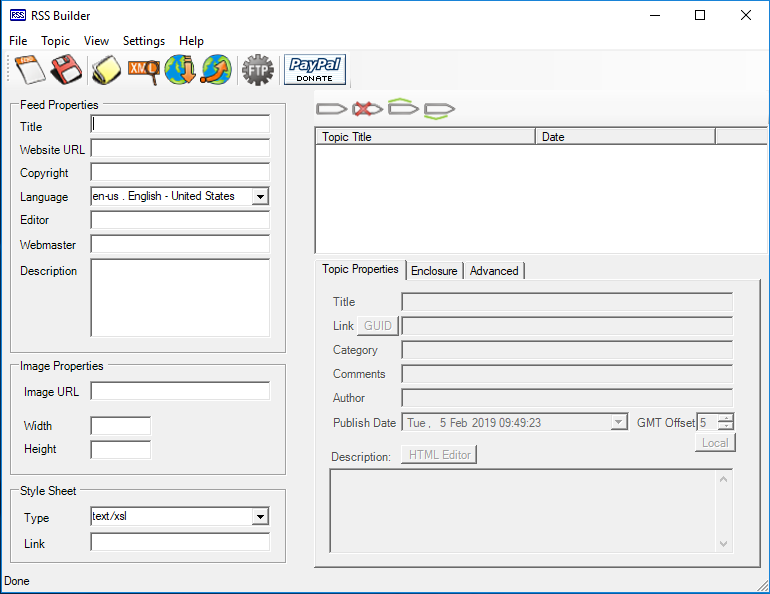 RSS RSS Builder
File Topic View Settings Help
XML FTP PayPal
DONATE
Feed Properties
Title
Website URL
Copyright
Language en-us . English - United States
Editor
Webmaster
Description
Image Properties
Image URL
Width
Height
Style Sheet
Type text/xsl
Link
Topic Title Date
Topic Properties Enclosure Advanced
Title
Link GUID
Category
Comments
Author
Publish Date Tue , 5 Feb 2019 09:49:23 GMT Offset 5
Local
Description: HTML Editor
Done